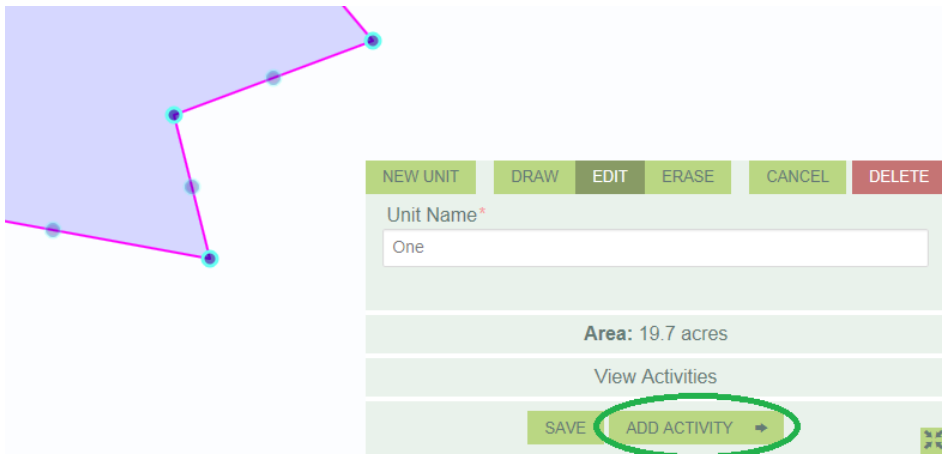 NEW UNIT DRAW EDIT ERASE CANCEL DELETE
Unit Name*
One
Area: 19.7 acres
View Activities
SAVE ADD ACTIVITY